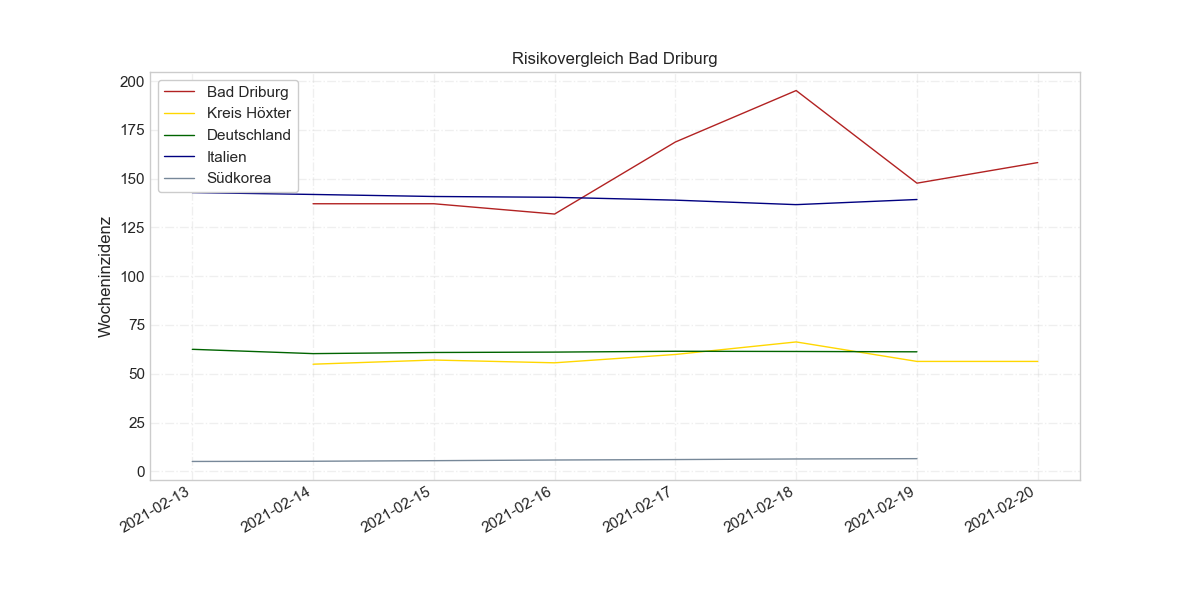 Risikovergleich Bad Driburg
Wocheninzidenz
200
175
150
125
100
75
50
25
0
Bad Driburg
Kreis Höxter
Deutschland
Italien
Südkorea
2021-02-13
2021-02-14
2021-02-15
2021-02-16
2021-02-17
2021-02-18
2021-02-19
2021-02-20